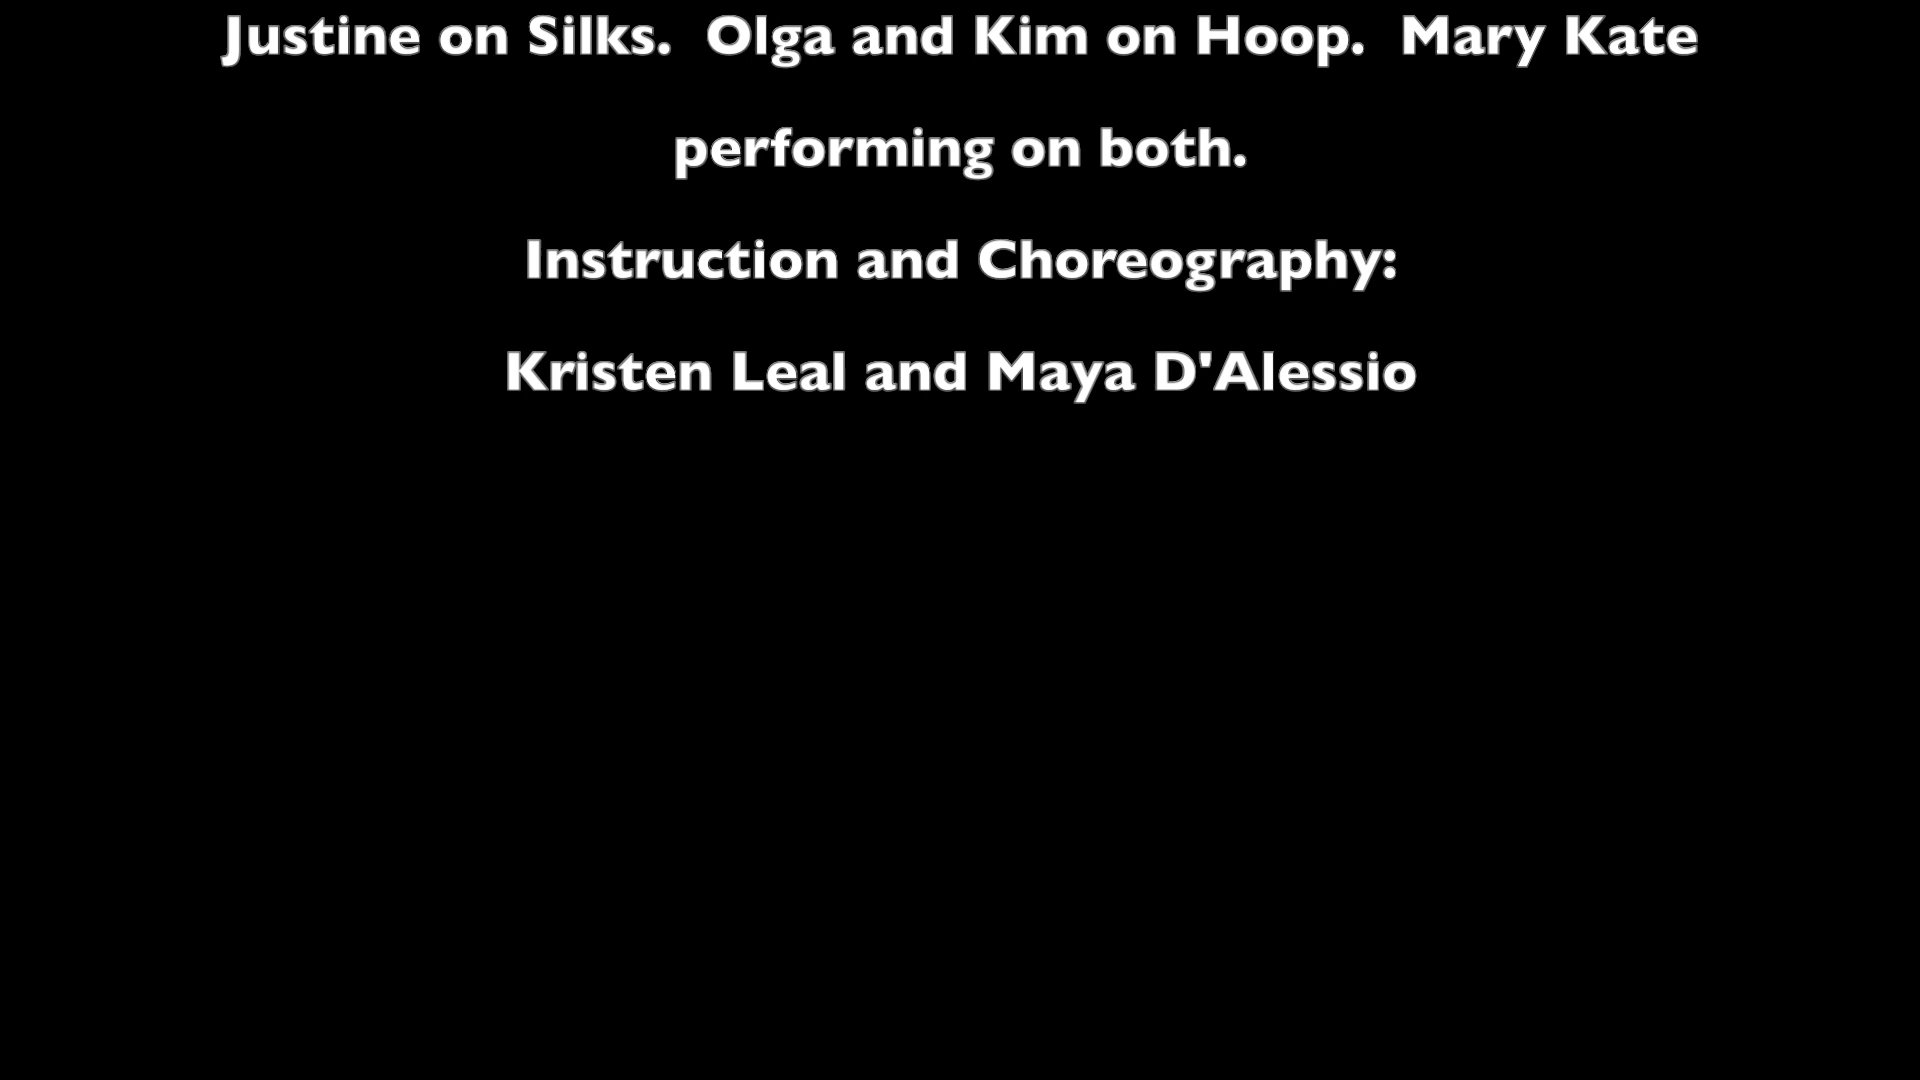 Justine on Silks.  Olga and Kim on Hoop.  Mary Kate
performing on both.
Instruction and Choreography:
Kristen Leal and Maya D'Alessio